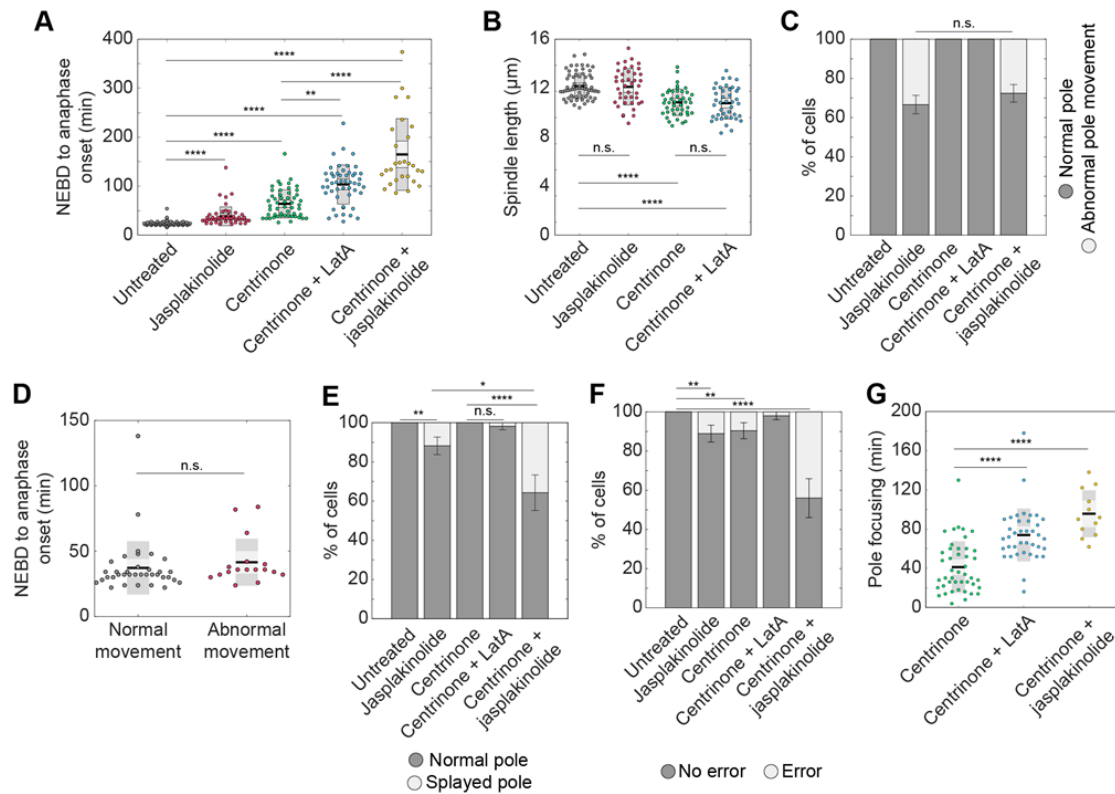 A
NEBD to anaphase
onset (min)
400
300
200
100
0
****
****
**
****
****
****
Untreated
Jasplakinolide
Centrinone
Centrinone + LatA
Centrinone +
jasplakinolide
B
Spindle length (µm)
16
12
8
4
0
n.s.
n.s.
****
****
Untreated
Jasplakinolide
Centrinone
Centrinone + LatA
C
% of cells
100
80
60
40
20
0
n.s.
Untreated
Jasplakinolide
Centrinone
Centrinone + LatA
Centrinone +
jasplakinolide
Normal pole
Abnormal pole movement
D
NEBD to anaphase
onset (min)
150
100
50
0
n.s.
Normal
movement
Abnormal
movement
E
% of cells
100
80
60
40
20
0
*
****
**
n.s.
Untreated
Jasplakinolide
Centrinone
Centrinone + LatA
Centrinone +
jasplakinolide
Normal pole
Splayed pole
F
% of cells
100
80
60
40
20
0
**
**
****
Untreated
Jasplakinolide
Centrinone
Centrinone + LatA
Centrinone +
jasplakinolide
No error
Error
G
Pole focusing (min)
200
160
120
80
40
0
****
****
Centrinone
Centrinone + LatA
Centrinone +
jasplakinolide